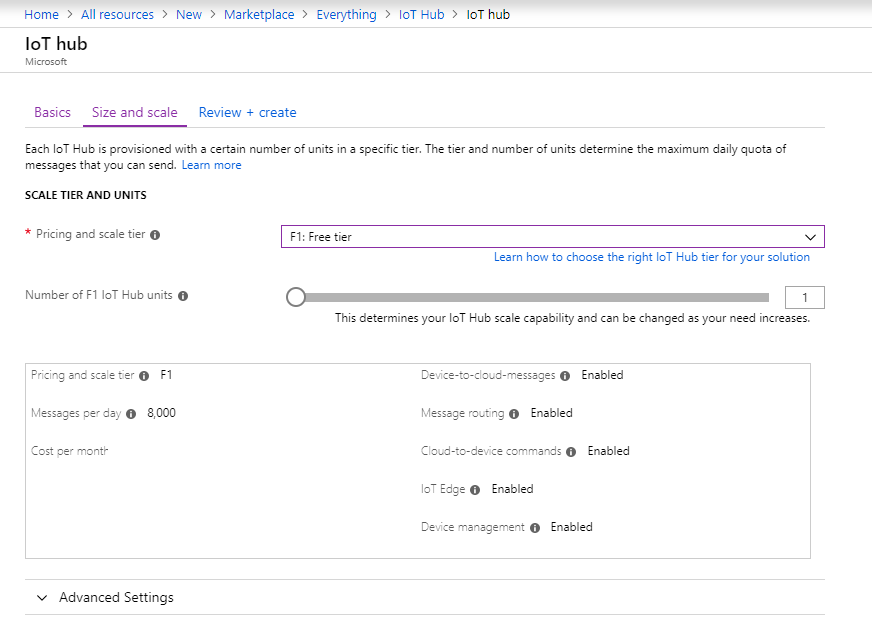 Home > All resources > New > Marketplace > Everything > IoT Hub > IoT hub
IoT hub
Microsoft
Basics Size and scale Review + create
Each IoT Hub is provisioned with a certain number of units in a specific tier. The tier and number of units determine the maximum daily quota of
messages that you can send. Learn more
SCALE TIER AND UNITS
* Pricing and scale tier F1: Free tier
Learn how to choose the right IoT Hub tier for your solution
Number of F1 IoT Hub units 1
This determines your IoT Hub scale capability and can be changed as your need increases.
Pricing and scale tier F1 Device-to-cloud-messages Enabled
Messages per day 8,000 Message routing Enabled
Cost per month Cloud-to-device commands Enabled
IoT Edge Enabled
Device management Enabled
Advanced Settings